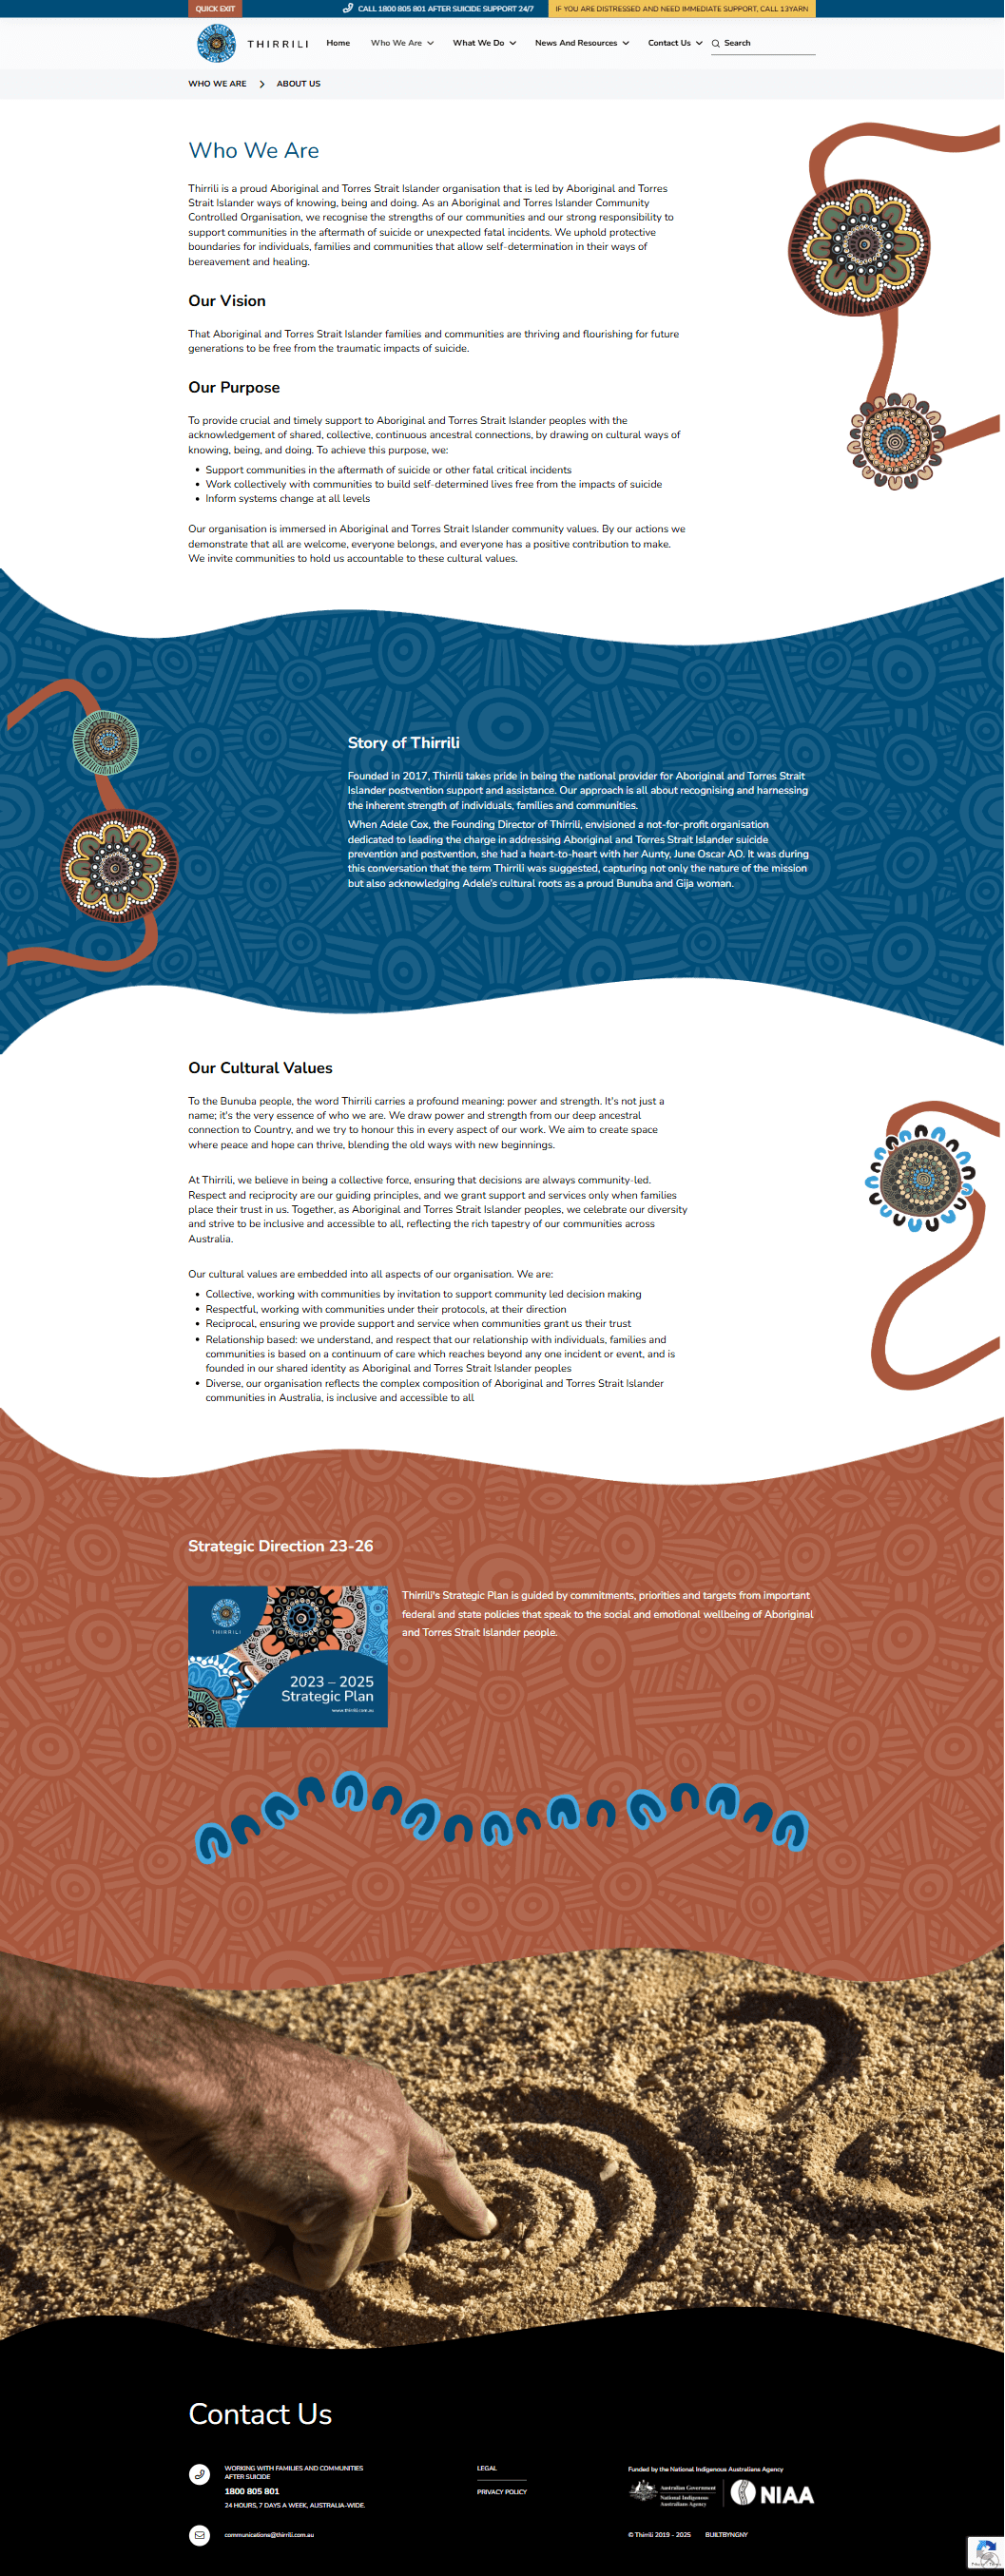 QUICK EXIT
CALL 1800 805 801 AFTER SUICIDE SUPPORT 24/7
IF YOU ARE DISTRESSED AND NEED IMMEDIATE SUPPORT, CALL 13YARN
THIRRILI
Home
Who We Are
What We Do
News And Resources
Contact Us
Search
WHO WE ARE
ABOUT US
Who We Are
Thirrili is a proud Aboriginal and Torres Strait Islander organisation that is led by Aboriginal and Torres
Strait Islander ways of knowing, being and doing. As an Aboriginal and Torres Islander Community
Controlled Organisation, we recognise the strengths of our communities and our strong responsibility to
support communities in the aftermath of suicide or unexpected fatal incidents. We uphold protective
boundaries for individuals, families and communities that allow self-determination in their ways of
bereavement and healing.
Our Vision
That Aboriginal and Torres Strait Islander families and communities are thriving and flourishing for future
generations to be free from the traumatic impacts of suicide.
Our Purpose
To provide crucial and timely support to Aboriginal and Torres Strait Islander peoples with the
acknowledgement of shared, collective, continuous ancestral connections, by drawing on cultural ways of
knowing, being, and doing. To achieve this purpose, we:
• Support communities in the aftermath of suicide or other fatal critical incidents
• Work collectively with communities to build self-determined lives free from the impacts of suicide
• Inform systems change at all levels
Our organisation is immersed in Aboriginal and Torres Strait Islander community values. By our actions we
demonstrate that all are welcome, everyone belongs, and everyone has a positive contribution to make.
We invite communities to hold us accountable to these cultural values.
Story of Thirrili
Founded in 2017, Thirrili takes pride in being the national provider for Aboriginal and Torres Strait
Islander postvention support and assistance. Our approach is all about recognising and harnessing
the inherent strength of individuals, families and communities.
When Adele Cox, the Founding Director of Thirrili, envisioned a not-for-profit organisation
dedicated to leading the charge in addressing Aboriginal and Torres Strait Islander suicide
prevention and postvention, she had a heart-to-heart with her Aunty, June Oscar AO. It was during
this conversation that the term Thirrili was suggested, capturing not only the nature of the mission
but also acknowledging Adele's cultural roots as a proud Bunuba and Gija woman.
Our Cultural Values
To the Bunuba people, the word Thirrili carries a profound meaning: power and strength. It's not just a
name; it's the very essence of who we are. We draw power and strength from our deep ancestral
connection to Country, and we try to honour this in every aspect of our work. We aim to create space
where peace and hope can thrive, blending the old ways with new beginnings.
At Thirrili, we believe in being a collective force, ensuring that decisions are always community-led.
Respect and reciprocity are our guiding principles, and we grant support and services only when families
place their trust in us. Together, as Aboriginal and Torres Strait Islander peoples, we celebrate our diversity
and strive to be inclusive and accessible to all, reflecting the rich tapestry of our communities across
Australia.
Our cultural values are embedded into all aspects of our organisation. We are:
• Collective, working with communities by invitation to support community led decision making
• Respectful, working with communities under their protocols, at their direction
• Reciprocal, ensuring we provide support and service when communities grant us their trust
• Relationship based: we understand, and respect that our relationship with individuals, families and
communities is based on a continuum of care which reaches beyond any one incident or event, and is
founded in our shared identity as Aboriginal and Torres Strait Islander peoples
• Diverse, our organisation reflects the complex composition of Aboriginal and Torres Strait Islander
communities in Australia, is inclusive and accessible to all
Strategic Direction 23-26
THIRRILI
2023 – 2025
Strategic Plan
www.thirrili.com.au
Thirrili's Strategic Plan is guided by commitments, priorities and targets from important
federal and state policies that speak to the social and emotional wellbeing of Aboriginal
and Torres Strait Islander people.
Contact Us
WORKING WITH FAMILIES AND COMMUNITIES
AFTER SUICIDE
1800 805 801
24 HOURS, 7 DAYS A WEEK, AUSTRALIA-WIDE.
communications@thirrili.com.au
LEGAL
PRIVACY POLICY
Funded by the National Indigenous Australians Agency
Australian Government
National Indigenous
Australians Agency
NIAA
© Thirrili 2019 - 2025
BUILTBYNGNY